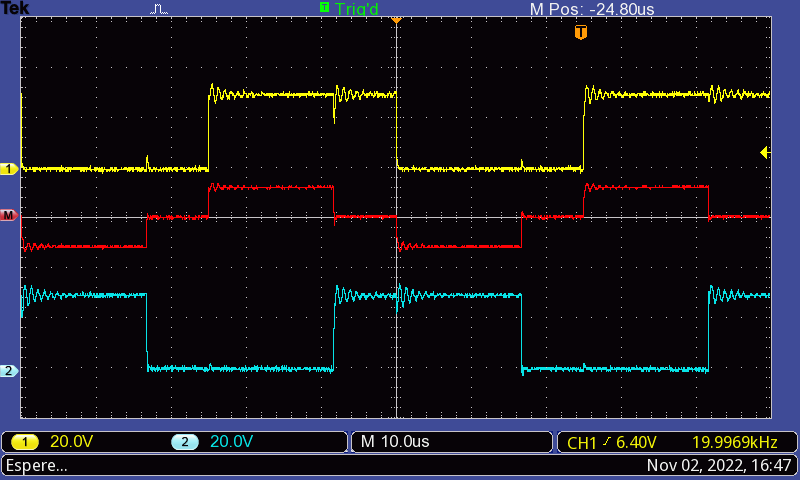 Tek T Trig'd M Pos: -24.80us
T
1
M
2
1 20.0V 2 20.0V M 10.0us CH1 6.40V 19.9969kHz
Espere... Nov 02, 2022, 16:47